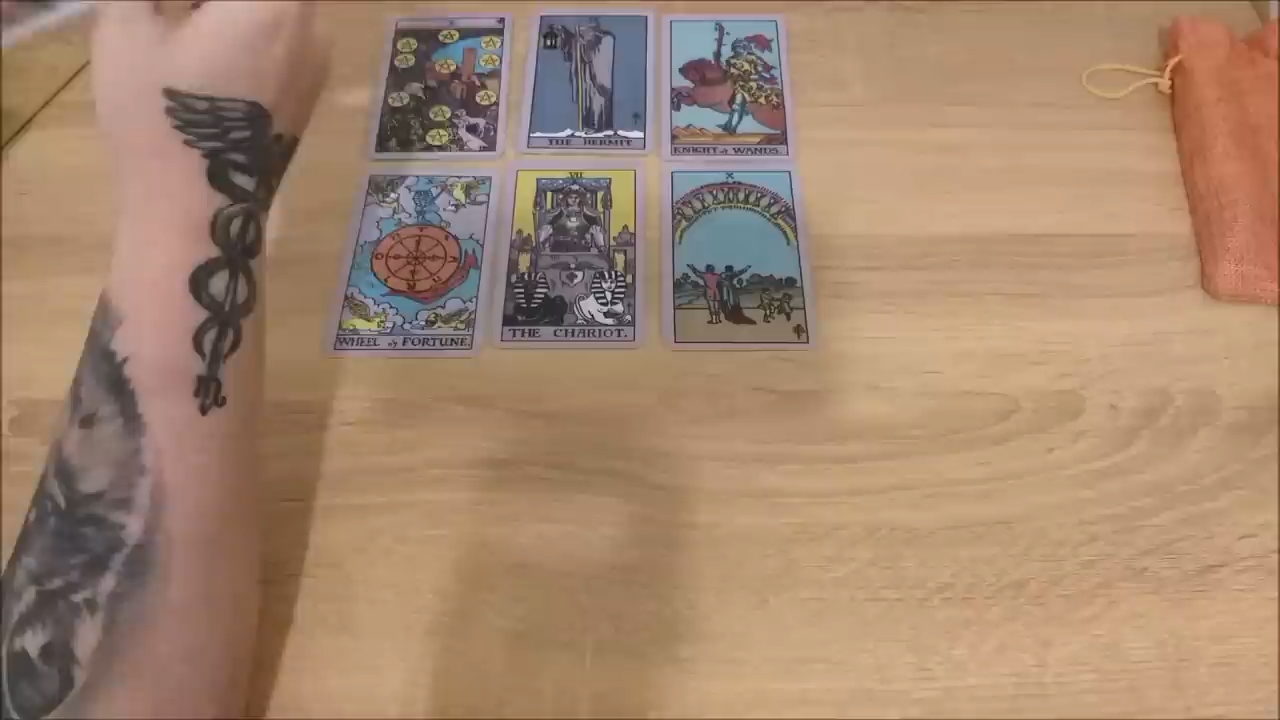 THE HERMIT
KNIGHT of WANDS.
WHEEL of FORTUNE.
VII
THE CHARIOT.
X